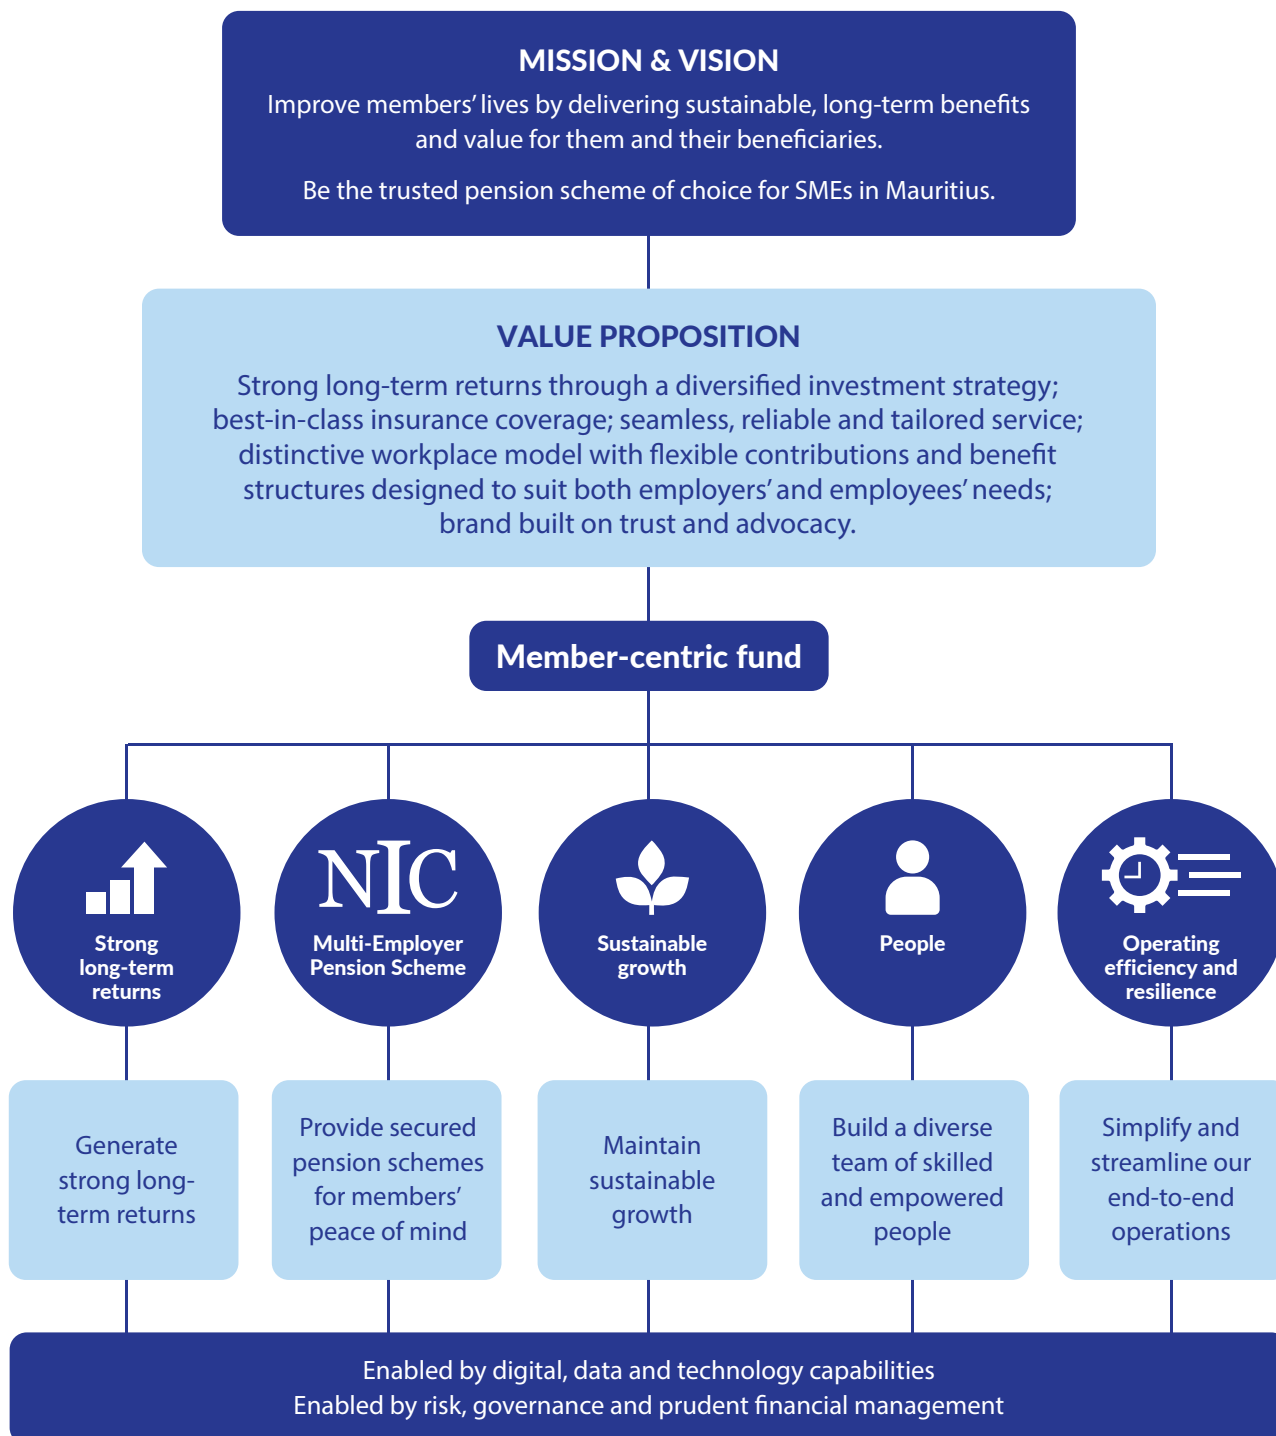 MISSION & VISION
Improve members’ lives by delivering sustainable, long-term benefits
and value for them and their beneficiaries.
Be the trusted pension scheme of choice for SMEs in Mauritius.
VALUE PROPOSITION
Strong long-term returns through a diversified investment strategy;
best-in-class insurance coverage; seamless, reliable and tailored service;
distinctive workplace model with flexible contributions and benefit
structures designed to suit both employers’ and employees’ needs;
brand built on trust and advocacy.
Member-centric fund
Strong
long-term
returns
NIC
Multi-Employer
Pension Scheme
Sustainable
growth
People
Operating
efficiency and
resilience
Generate
strong long-
term returns
Provide secured
pension schemes
for members’
peace of mind
Maintain
sustainable
growth
Build a diverse
team of skilled
and empowered
people
Simplify and
streamline our
end-to-end
operations
Enabled by digital, data and technology capabilities
Enabled by risk, governance and prudent financial management